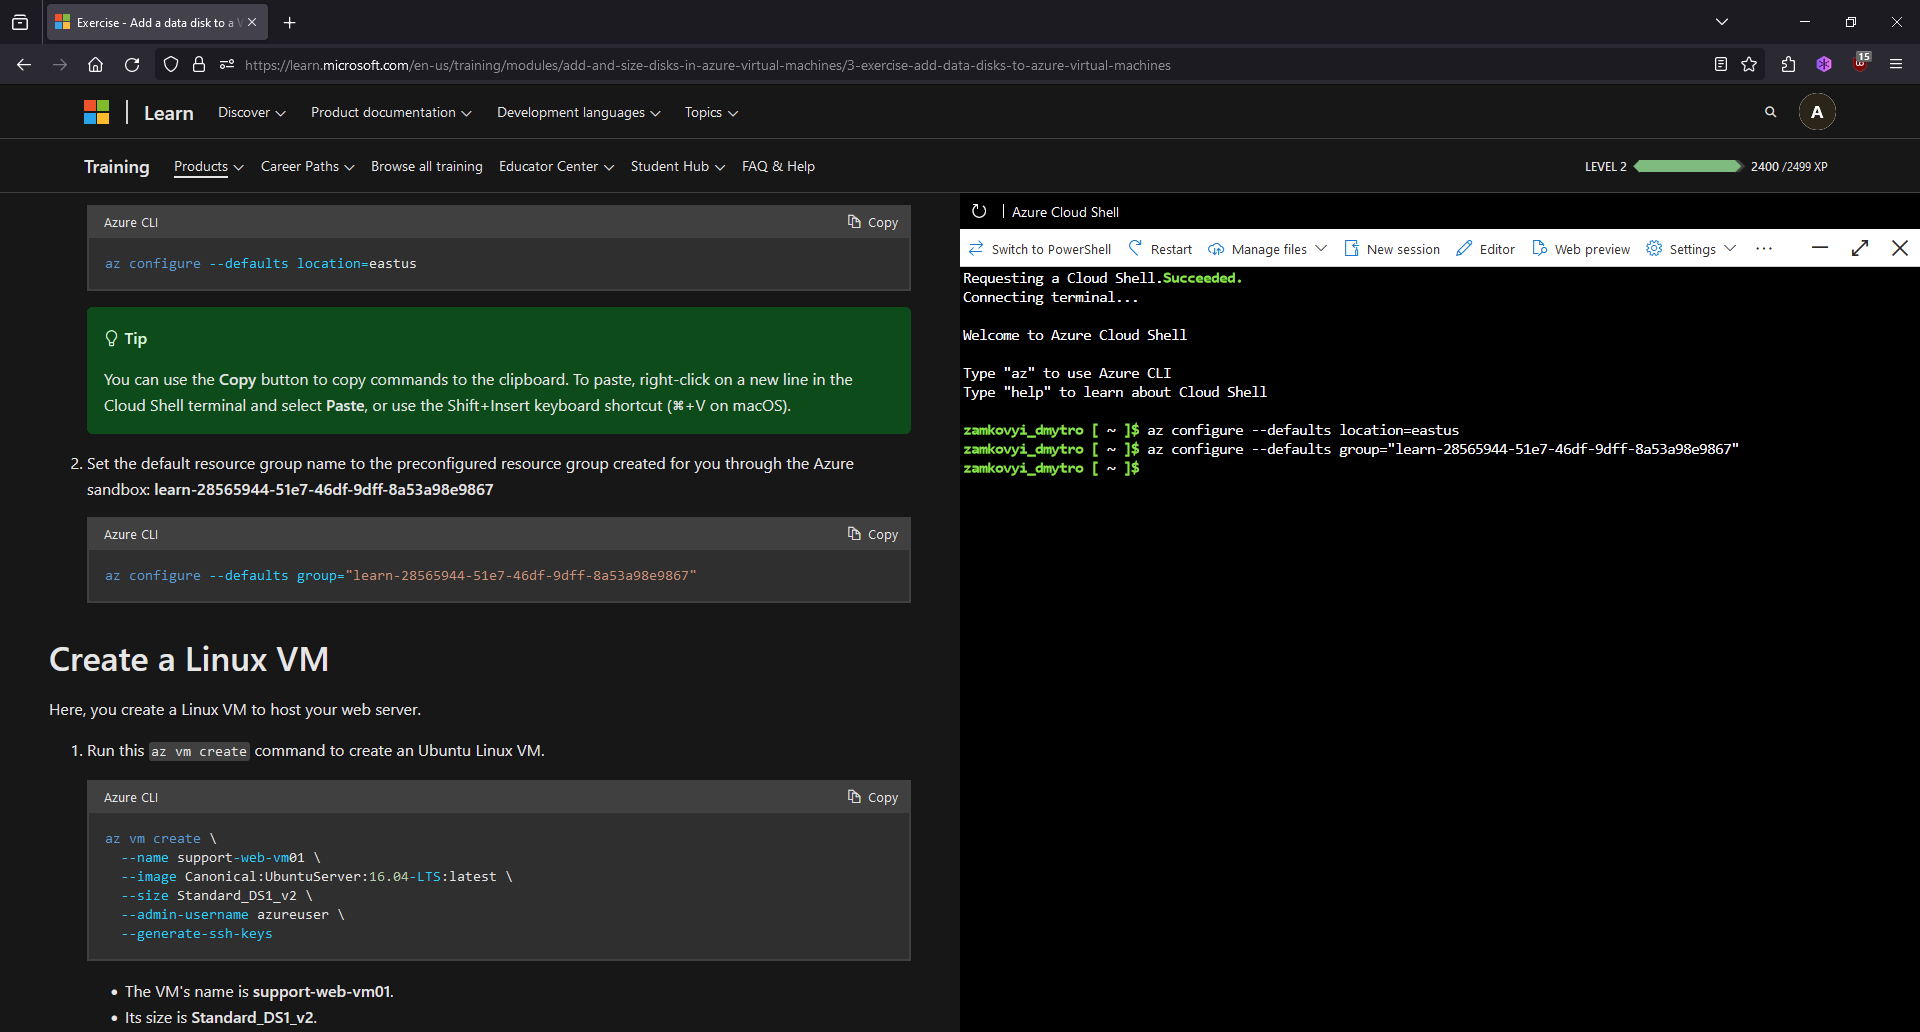 Exercise - Add a data disk to a V
https://learn.microsoft.com/en-us/training/modules/add-and-size-disks-in-azure-virtual-machines/3-exercise-add-data-disks-to-azure-virtual-machines
15
Learn
Discover
Product documentation
Development languages
Topics
A
Training
Products
Career Paths
Browse all training
Educator Center
Student Hub
FAQ & Help
LEVEL 2
2400 /2499 XP
Azure CLI
Copy
az configure --defaults location=eastus
Tip
You can use the Copy button to copy commands to the clipboard. To paste, right-click on a new line in the
Cloud Shell terminal and select Paste, or use the Shift+Insert keyboard shortcut (⌘+V on macOS).
2. Set the default resource group name to the preconfigured resource group created for you through the Azure
sandbox: learn-28565944-51e7-46df-9dff-8a53a98e9867
Azure CLI
Copy
az configure --defaults group="learn-28565944-51e7-46df-9dff-8a53a98e9867"
Create a Linux VM
Here, you create a Linux VM to host your web server.
1. Run this az vm create command to create an Ubuntu Linux VM.
Azure CLI
Copy
az vm create \
--name support-web-vm01 \
--image Canonical:UbuntuServer:16.04-LTS:latest \
--size Standard_DS1_v2 \
--admin-username azureuser \
--generate-ssh-keys
• The VM's name is support-web-vm01.
• Its size is Standard_DS1_v2.
Azure Cloud Shell
Switch to PowerShell
Restart
Manage files
New session
Editor
Web preview
Settings
Requesting a Cloud Shell.Succeeded.
Connecting terminal...
Welcome to Azure Cloud Shell
Type "az" to use Azure CLI
Type "help" to learn about Cloud Shell
zamkovyi_dmytro [ ~ ]$ az configure --defaults location=eastus
zamkovyi_dmytro [ ~ ]$ az configure --defaults group="learn-28565944-51e7-46df-9dff-8a53a98e9867"
zamkovyi_dmytro [ ~ ]$